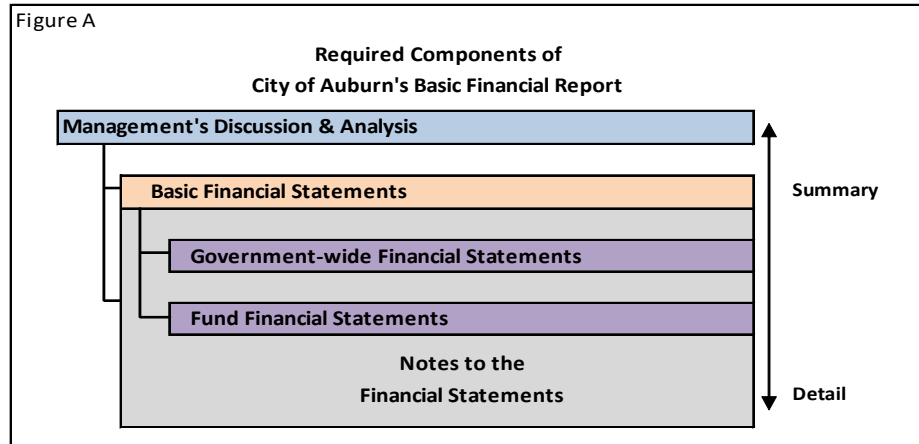 Figure A
Required Components of
City of Auburn's Basic Financial Report
Management's Discussion & Analysis
Basic Financial Statements
Summary
Government-wide Financial Statements
Fund Financial Statements
Notes to the
Financial Statements
Detail